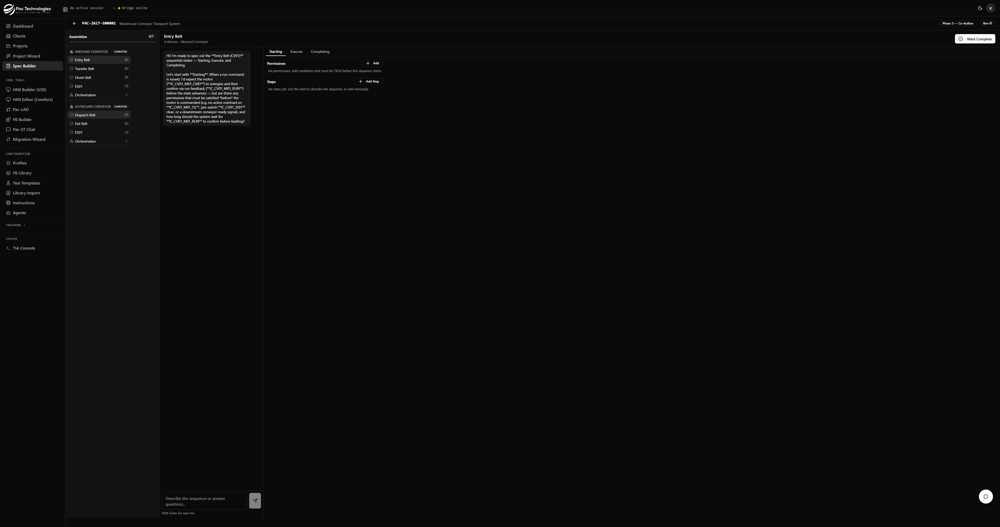 Pac Technologies
PROCESS AUTOMATION CONTROL
No active session
Bridge online
K
Dashboard
Clients
Projects
Project Wizard
Spec Builder
CODE TOOLS
HMI Builder (V20)
HMI Editor (Comfort)
Pac-LAD
FB Builder
Pac-ST Chat
Migration Wizard
CONFIGURATION
Profiles
FB Library
Test Templates
Library Import
Instructions
Agents
TRAINING
SYSTEM
TIA Console
PAC-2617-500801 Warehouse Conveyor Transport System
Phase 3 — Co-Author
Rev 01
Assemblies 0/7
INBOUND CONVEYOR CONVEYOR
Entry Belt 4D
Transfer Belt 3D
Divert Belt 3D
ES01 1D
Orchestration
OUTBOUND CONVEYOR CONVEYOR
Dispatch Belt 3D
Exit Belt 4D
ES01 1D
Orchestration
Entry Belt
4 devices · Inbound Conveyor
Mark Complete
Hi! I'm ready to spec out the **Entry Belt (CV01)**
sequential states — Starting, Execute, and
Completing.
Let's start with **Starting**. When a run command
is issued, I'd expect the motor
(**IC_CV01_M01_CMD**) to energise and then
confirm via run feedback (**IC_CV01_M01_RUN**)
before the state advances — but are there any
permissives that must be satisfied *before* the
motor is commanded (e.g. no active overload on
**IC_CV01_M01_OL**, jam switch **IC_CV01_JS01**
clear, or a downstream conveyor ready signal), and
how long should the system wait for
**IC_CV01_M01_RUN** to confirm before faulting?
Describe the sequence or answer
questions...
Shift+Enter for new line
Starting Execute Completing
Permissives
Add
No permissives. Add conditions that must be TRUE before this sequence starts.
Steps
Add Step
No steps yet. Use the chat to describe the sequence, or add manually.